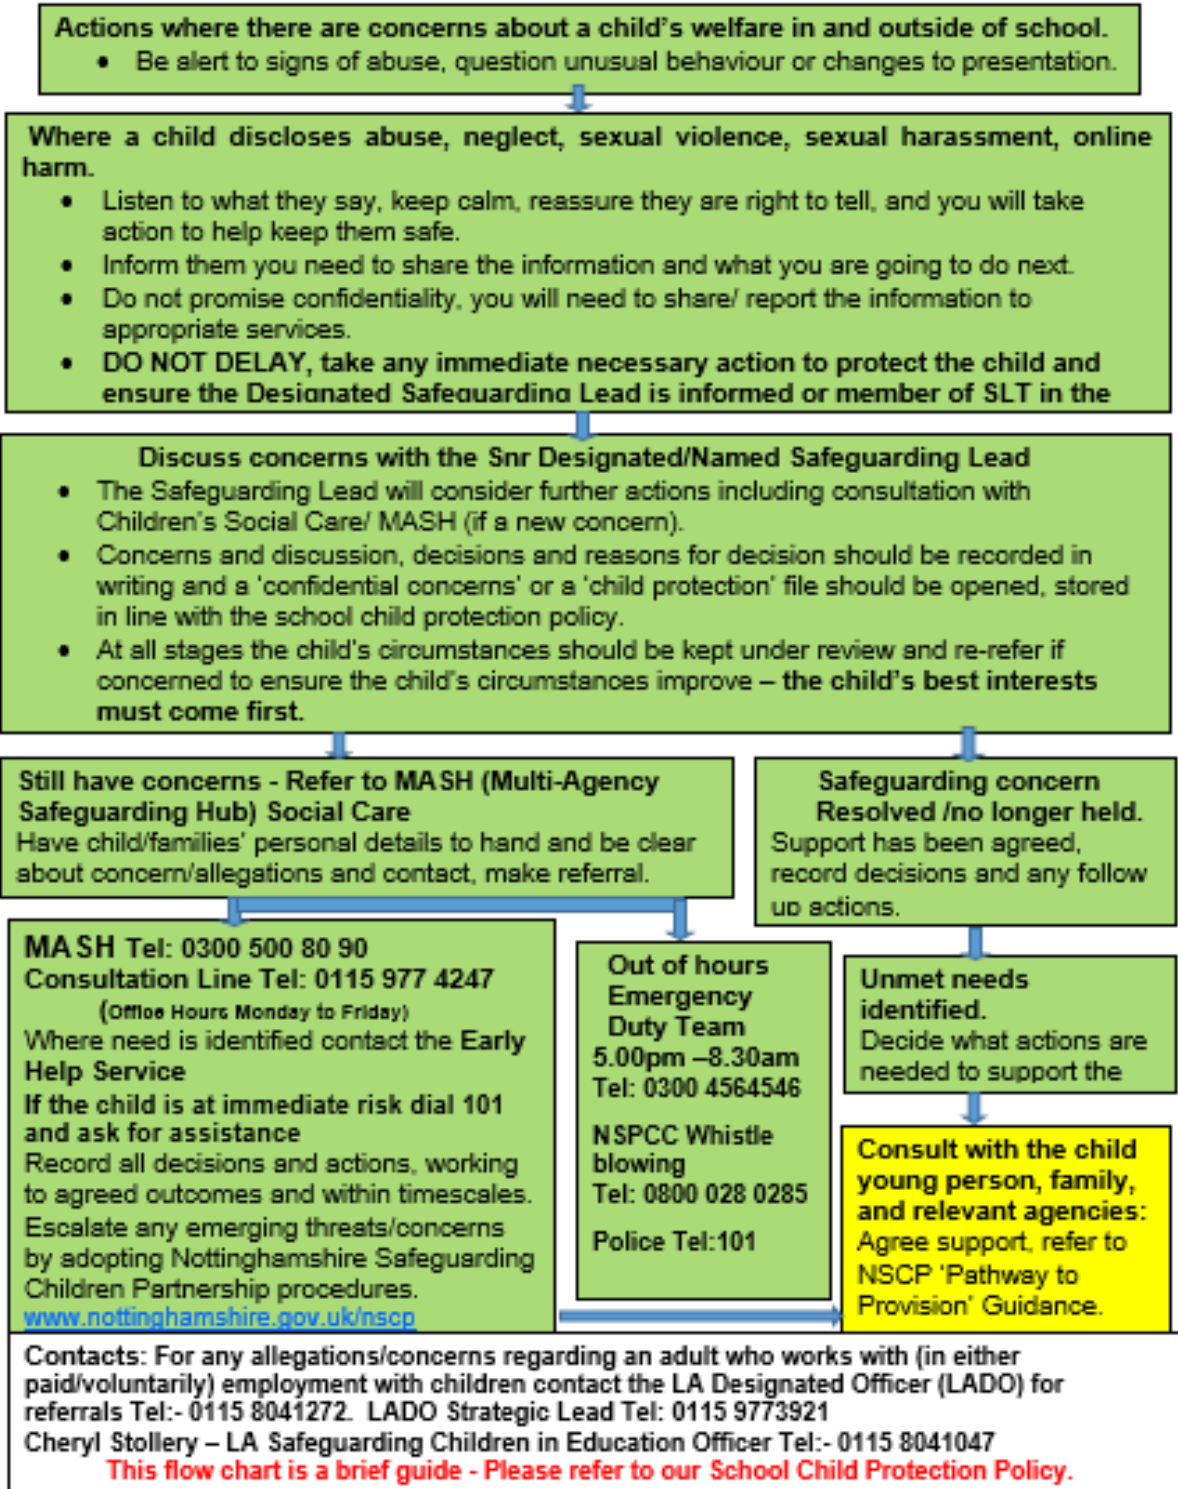 Actions where there are concerns about a child's welfare in and outside of school.
• Be alert to signs of abuse, question unusual behaviour or changes to presentation.
Where a child discloses abuse, neglect, sexual violence, sexual harassment, online
harm.
• Listen to what they say, keep calm, reassure they are right to tell, and you will take
action to help keep them safe.
• Inform them you need to share the information and what you are going to do next.
• Do not promise confidentiality, you will need to share/ report the information to
appropriate services.
• DO NOT DELAY, take any immediate necessary action to protect the child and
ensure the Designated Safeguarding Lead is informed or member of SLT in the
Discuss concerns with the Snr Designated/Named Safeguarding Lead
• The Safeguarding Lead will consider further actions including consultation with
Children's Social Care/ MASH (if a new concern).
• Concerns and discussion, decisions and reasons for decision should be recorded in
writing and a 'confidential concerns' or a 'child protection' file should be opened, stored
in line with the school child protection policy.
• At all stages the child's circumstances should be kept under review and re-refer if
concerned to ensure the child's circumstances improve – the child's best interests
must come first.
Still have concerns - Refer to MASH (Multi-Agency
Safeguarding Hub) Social Care
Have child/families' personal details to hand and be clear
about concern/allegations and contact, make referral.
Safeguarding concern
Resolved /no longer held.
Support has been agreed,
record decisions and any follow
up actions.
MASH Tel: 0300 500 80 90
Consultation Line Tel: 0115 977 4247
(Office Hours Monday to Friday)
Where need is identified contact the Early
Help Service
If the child is at immediate risk dial 101
and ask for assistance
Record all decisions and actions, working
to agreed outcomes and within timescales.
Escalate any emerging threats/concerns
by adopting Nottinghamshire Safeguarding
Children Partnership procedures.
www.nottinghamshire.gov.uk/nscp
Out of hours
Emergency
Duty Team
5.00pm –8.30am
Tel: 0300 4564546
NSPCC Whistle
blowing
Tel: 0800 028 0285
Police Tel:101
Unmet needs
identified.
Decide what actions are
needed to support the
Consult with the child
young person, family,
and relevant agencies:
Agree support, refer to
NSCP 'Pathway to
Provision' Guidance.
Contacts: For any allegations/concerns regarding an adult who works with (in either
paid/voluntarily) employment with children contact the LA Designated Officer (LADO) for
referrals Tel:- 0115 8041272. LADO Strategic Lead Tel: 0115 9773921
Cheryl Stollery – LA Safeguarding Children in Education Officer Tel:- 0115 8041047
This flow chart is a brief guide - Please refer to our School Child Protection Policy.